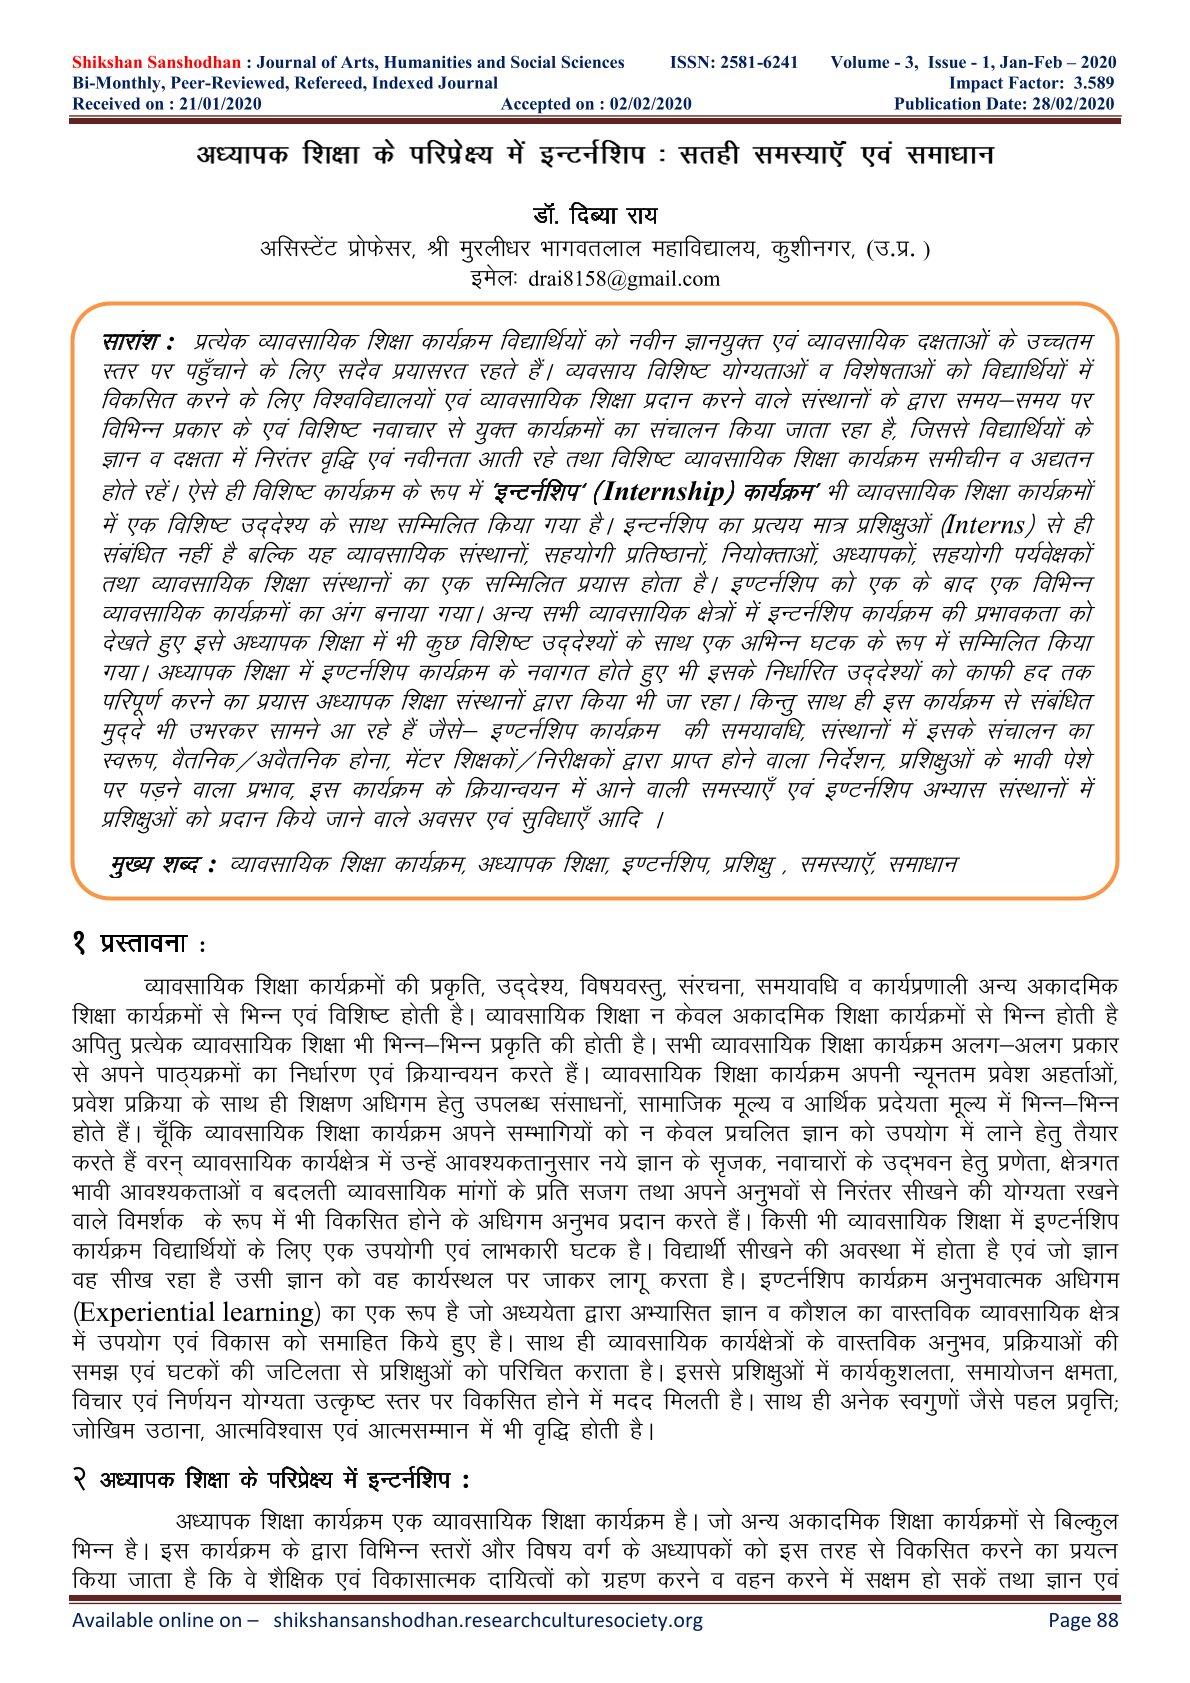 Shikshan Sanshodhan : Journal of Arts, Humanities and Social Sciences ISSN: 2581-6241 Volume - 3, Issue - 1, Jan-Feb – 2020
Bi-Monthly, Peer-Reviewed, Refereed, Indexed Journal Impact Factor: 3.589
Received on : 21/01/2020 Accepted on : 02/02/2020 Publication Date: 28/02/2020
अध्यापक शिक्षा के परिप्रेक्ष्य में इन्टर्नशिप : सतही समस्याऍं एवं समाधान
डॉ. दिब्या राय
असिस्टेंट प्रोफेसर, श्री मुरलीधर भागवतलाल महाविद्यालय, कुशीनगर, (उ.प्र. )
इमेलः drai8158@gmail.com
सारांश : प्रत्येक व्यावसायिक शिक्षा कार्यक्रम विद्यार्थियों को नवीन ज्ञानयुक्त एवं व्यावसायिक दक्षताओं के उच्चतम
स्तर पर पहुँचाने के लिए सदैव प्रयासरत रहते हैं। व्यवसाय विशिष्ट योग्यताओं व विशेषताओं को विद्यार्थियों में
विकसित करने के लिए विश्वविद्यालयों एवं व्यावसायिक शिक्षा प्रदान करने वाले संस्थानों के द्वारा समय–समय पर
विभिन्न प्रकार के एवं विशिष्ट नवाचार से युक्त कार्यक्रमों का संचालन किया जाता रहा है, जिससे विद्यार्थियों के
ज्ञान व दक्षता में निरंतर वृद्धि एवं नवीनता आती रहे तथा विशिष्ट व्यावसायिक शिक्षा कार्यक्रम समीचीन व अद्यतन
होते रहें। ऐसे ही विशिष्ट कार्यक्रम के रूप में ‘इन्टर्नशिप‘ (Internship) कार्यक्रम’ भी व्यावसायिक शिक्षा कार्यक्रमों
में एक विशिष्ट उद्देश्य के साथ सम्मिलित किया गया है। इन्टर्नशिप का प्रत्यय मात्र प्रशिक्षुओं (Interns) से ही
संबंधित नहीं है बल्कि यह व्यावसायिक संस्थानों, सहयोगी प्रतिष्ठानों, नियोक्ताओं, अध्यापकों, सहयोगी पर्यवेक्षकों
तथा व्यावसायिक शिक्षा संस्थानों का एक सम्मिलित प्रयास होता है। इण्टर्नशिप को एक के बाद एक विभिन्न
व्यावसायिक कार्यक्रमों का अंग बनाया गया। अन्य सभी व्यावसायिक क्षेत्रों में इन्टर्नशिप कार्यक्रम की प्रभावकता को
देखते हुए इसे अध्यापक शिक्षा में भी कुछ विशिष्ट उद्देश्यों के साथ एक अभिन्न घटक के रूप में सम्मिलित किया
गया। अध्यापक शिक्षा में इण्टर्नशिप कार्यक्रम के नवागत होते हुए भी इसके निर्धारित उद्देश्यों को काफी हद तक
परिपूर्ण करने का प्रयास अध्यापक शिक्षा संस्थानों द्वारा किया भी जा रहा। किन्तु साथ ही इस कार्यक्रम से संबंधित
मुद्दे भी उभरकर सामने आ रहे हैं जैसे– इण्टर्नशिप कार्यक्रम की समयावधि, संस्थानों में इसके संचालन का
स्वरूप, वैतनिक/अवैतनिक होना, मेंटर शिक्षकों/निरीक्षकों द्वारा प्राप्त होने वाला निर्देशन, प्रशिक्षुओं के भावी पेशे
पर पड़ने वाला प्रभाव, इस कार्यक्रम के क्रियान्वयन में आने वाली समस्याएँ एवं इण्टर्नशिप अभ्यास संस्थानों में
प्रशिक्षुओं को प्रदान किये जाने वाले अवसर एवं सुविधाएँ आदि ।
मुख्य शब्द : व्यावसायिक शिक्षा कार्यक्रम, अध्यापक शिक्षा, इण्टर्नशिप, प्रशिक्षु , समस्याऍं, समाधान
१ प्रस्तावना :
व्यावसायिक शिक्षा कार्यक्रमों की प्रकृति, उद्देश्य, विषयवस्तु, संरचना, समयावधि व कार्यप्रणाली अन्य अकादमिक
शिक्षा कार्यक्रमों से भिन्न एवं विशिष्ट होती है। व्यावसायिक शिक्षा न केवल अकादमिक शिक्षा कार्यक्रमों से भिन्न होती है
अपितु प्रत्येक व्यावसायिक शिक्षा भी भिन्न–भिन्न प्रकृति की होती है। सभी व्यावसायिक शिक्षा कार्यक्रम अलग–अलग प्रकार
से अपने पाठ्यक्रमों का निर्धारण एवं क्रियान्वयन करते हैं। व्यावसायिक शिक्षा कार्यक्रम अपनी न्यूनतम प्रवेश अहर्ताओं,
प्रवेश प्रक्रिया के साथ ही शिक्षण अधिगम हेतु उपलब्ध संसाधनों, सामाजिक मूल्य व आर्थिक प्रदेयता मूल्य में भिन्न–भिन्न
होते हैं। चूँकि व्यावसायिक शिक्षा कार्यक्रम अपने सम्भागियों को न केवल प्रचलित ज्ञान को उपयोग में लाने हेतु तैयार
करते हैं वरन् व्यावसायिक कार्यक्षेत्र में उन्हें आवश्यकतानुसार नये ज्ञान के सृजक, नवाचारों के उद्भवन हेतु प्रणेता, क्षेत्रगत
भावी आवश्यकताओं व बदलती व्यावसायिक मांगों के प्रति सजग तथा अपने अनुभवों से निरंतर सीखने की योग्यता रखने
वाले विमर्शक के रूप में भी विकसित होने के अधिगम अनुभव प्रदान करते हैं। किसी भी व्यावसायिक शिक्षा में इण्टर्नशिप
कार्यक्रम विद्यार्थियों के लिए एक उपयोगी एवं लाभकारी घटक है। विद्यार्थी सीखने की अवस्था में होता है एवं जो ज्ञान
वह सीख रहा है उसी ज्ञान को वह कार्यस्थल पर जाकर लागू करता है। इण्टर्नशिप कार्यक्रम अनुभवात्मक अधिगम
(Experiential learning) का एक रूप है जो अध्ययेता द्वारा अभ्यासित ज्ञान व कौशल का वास्तविक व्यावसायिक क्षेत्र
में उपयोग एवं विकास को समाहित किये हुए है। साथ ही व्यावसायिक कार्यक्षेत्रों के वास्तविक अनुभव, प्रक्रियाओं की
समझ एवं घटकों की जटिलता से प्रशिक्षुओं को परिचित कराता है। इससे प्रशिक्षुओं में कार्यकुशलता, समायोजन क्षमता,
विचार एवं निर्णयन योग्यता उत्कृष्ट स्तर पर विकसित होने में मदद मिलती है। साथ ही अनेक स्वगुणों जैसे पहल प्रवृत्ति;
जोखिम उठाना, आत्मविश्वास एवं आत्मसम्मान में भी वृद्धि होती है।
२ अध्यापक शिक्षा के परिप्रेक्ष्य में इन्टर्नशिप :
अध्यापक शिक्षा कार्यक्रम एक व्यावसायिक शिक्षा कार्यक्रम है। जो अन्य अकादमिक शिक्षा कार्यक्रमों से बिल्कुल
भिन्न है। इस कार्यक्रम के द्वारा विभिन्न स्तरों और विषय वर्ग के अध्यापकों को इस तरह से विकसित करने का प्रयत्न
किया जाता है कि वे शैक्षिक एवं विकासात्मक दायित्वों को ग्रहण करने व वहन करने में सक्षम हो सकें तथा ज्ञान एवं
Available online on – shikshansanshodhan.researchculturesociety.org Page 88